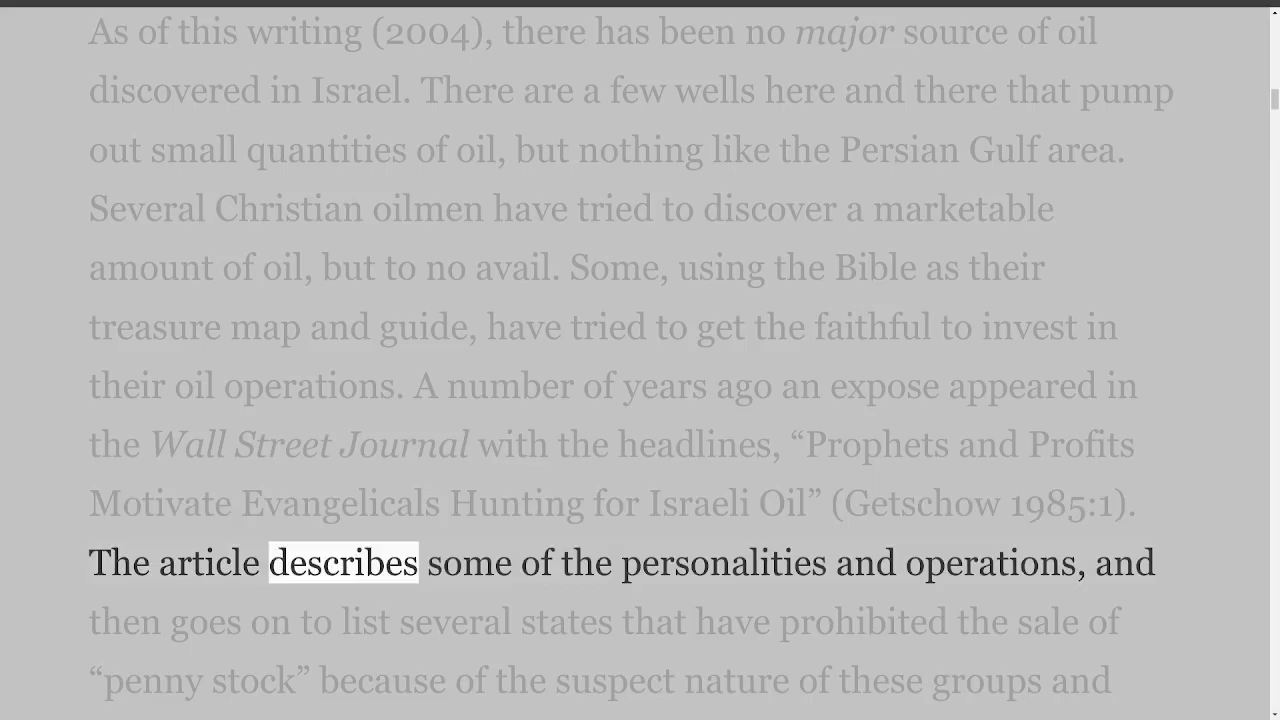 As of this writing (2004), there has been no major source of oil
discovered in Israel. There are a few wells here and there that pump
out small quantities of oil, but nothing like the Persian Gulf area.
Several Christian oilmen have tried to discover a marketable
amount of oil, but to no avail. Some, using the Bible as their
treasure map and guide, have tried to get the faithful to invest in
their oil operations. A number of years ago an expose appeared in
the Wall Street Journal with the headlines, “Prophets and Profits
Motivate Evangelicals Hunting for Israeli Oil” (Getschow 1985:1).
The article describes some of the personalities and operations, and
then goes on to list several states that have prohibited the sale of
“penny stock” because of the suspect nature of these groups and